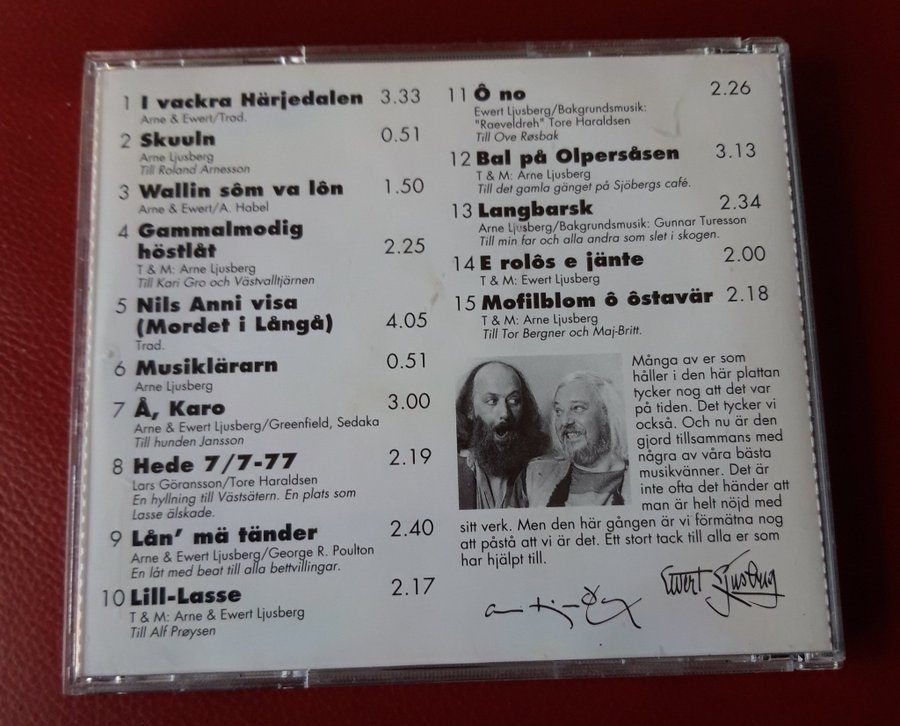 1 I vackra Härjedalen 3.33
Arne & Ewert/Trad.
2 Skuuln 0.51
Arne Ljusberg
Till Roland Arnesson
3 Wallin sôm va lôn 1.50
Arne & Ewert/A. Habel
4 Gammalmodig
höstlåt 2.25
T & M: Arne Ljusberg
Till Kari Gro och Västvalltjärnen
5 Nils Anni visa
(Mordet i Långå) 4.05
Trad.
6 Musiklärarn 0.51
Arne Ljusberg
7 Å, Karo 3.00
Arne & Ewert Ljusberg/Greenfield, Sedaka
Till hunden Jansson
8 Hede 7/7-77 2.19
Lars Göransson/Tore Haraldsen
En hyllning till Västsätern. En plats som
Lasse älskade.
9 Lån' mä tänder 2.40
Arne & Ewert Ljusberg/George R. Poulton
En låt med beat till alla bettvillingar.
10 Lill-Lasse 2.17
T & M: Arne & Ewert Ljusberg
Till Alf Prøysen
11 Ô no 2.26
Ewert Ljusberg/Bakgrundsmusik:
"Raeveldreh" Tore Haraldsen
Till Ove Røsbak
12 Bal på Olpersåsen 3.13
T & M: Arne Ljusberg
Till det gamla gänget på Sjöbergs café.
13 Langbarsk 2.34
Arne Ljusberg/Bakgrundsmusik: Gunnar Turesson
Till min far och alla andra som slet i skogen.
14 E rolôs e jänte 2.00
T & M: Ewert Ljusberg
15 Mofilblom ô ôstavär 2.18
T & M: Arne Ljusberg
Till Tor Bergner och Maj-Britt.
Många av er som
håller i den här plattan
tycker nog att det var
på tiden. Det tycker vi
också. Och nu är den
gjord tillsammans med
några av våra bästa
musikvänner. Det är
inte ofta det händer att
man är helt nöjd med
sitt verk. Men den här gången är vi förmätna nog
att påstå att vi är det. Ett stort tack till alla er som
har hjälpt till.
Ewert Ljusberg